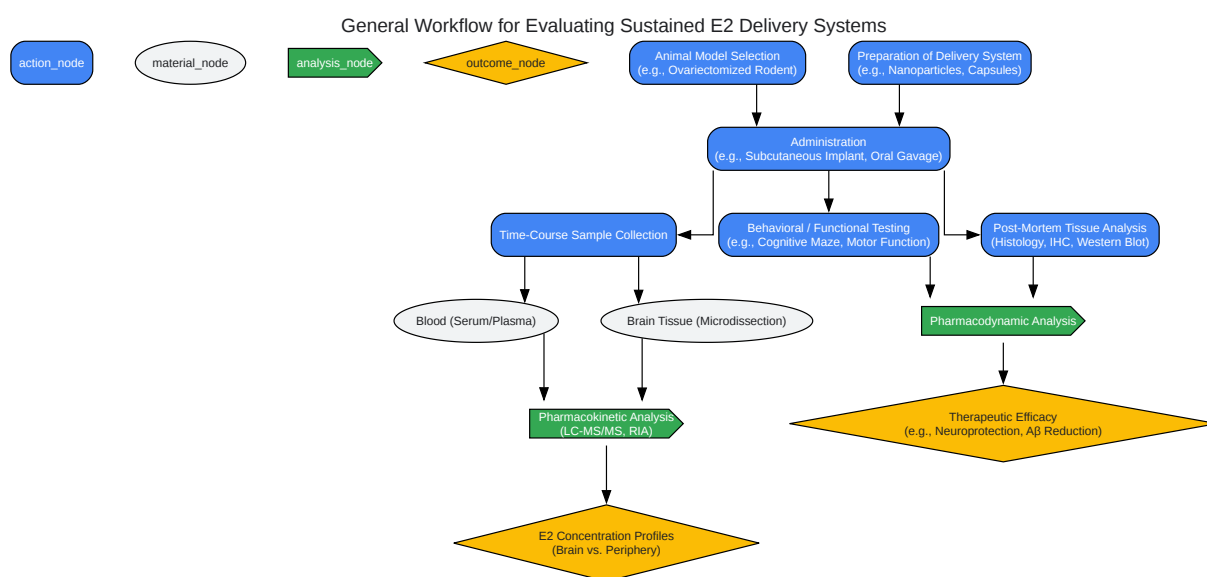 General Workflow for Evaluating Sustained E2 Delivery Systems
action_node
material_node
analysis_node
outcome_node
Animal Model Selection
(e.g., Ovariectomized Rodent)
Preparation of Delivery System
(e.g., Nanoparticles, Capsules)
Administration
(e.g., Subcutaneous Implant, Oral Gavage)
Time-Course Sample Collection
Behavioral / Functional Testing
(e.g., Cognitive Maze, Motor Function)
Post-Mortem Tissue Analysis
(Histology, IHC, Western Blot)
Blood (Serum/Plasma)
Brain Tissue (Microdissection)
Pharmacodynamic Analysis
Pharmacokinetic Analysis
(LC-MS/MS, RIA)
Therapeutic Efficacy
(e.g., Neuroprotection, Aβ Reduction)
E2 Concentration Profiles
(Brain vs. Periphery)